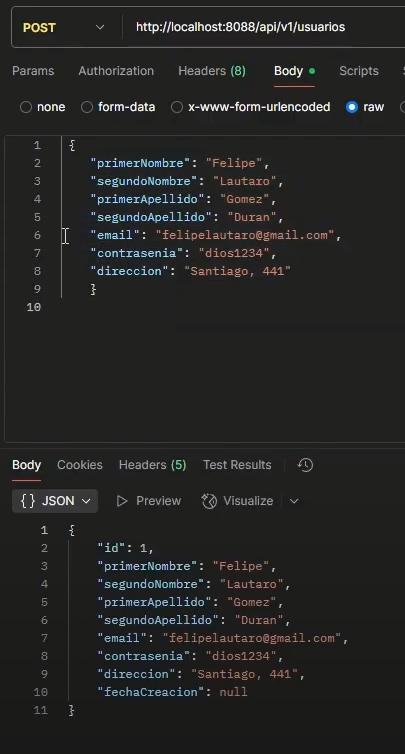 POST http://localhost:8088/api/v1/usuarios
Params Authorization Headers (8) Body Scripts
none form-data x-www-form-urlencoded raw
1 {
2 "primerNombre": "Felipe",
3 "segundoNombre": "Lautaro",
4 "primerApellido": "Gomez",
5 "segundoApellido": "Duran",
6 "email": "felipelautaro@gmail.com",
7 "contrasenia": "dios1234",
8 "direccion": "Santiago, 441"
9 }
10
Body Cookies Headers (5) Test Results
{} JSON Preview Visualize
1 {
2 "id": 1,
3 "primerNombre": "Felipe",
4 "segundoNombre": "Lautaro",
5 "primerApellido": "Gomez",
6 "segundoApellido": "Duran",
7 "email": "felipelautaro@gmail.com",
8 "contrasenia": "dios1234",
9 "direccion": "Santiago, 441",
10 "fechaCreacion": null
11 }